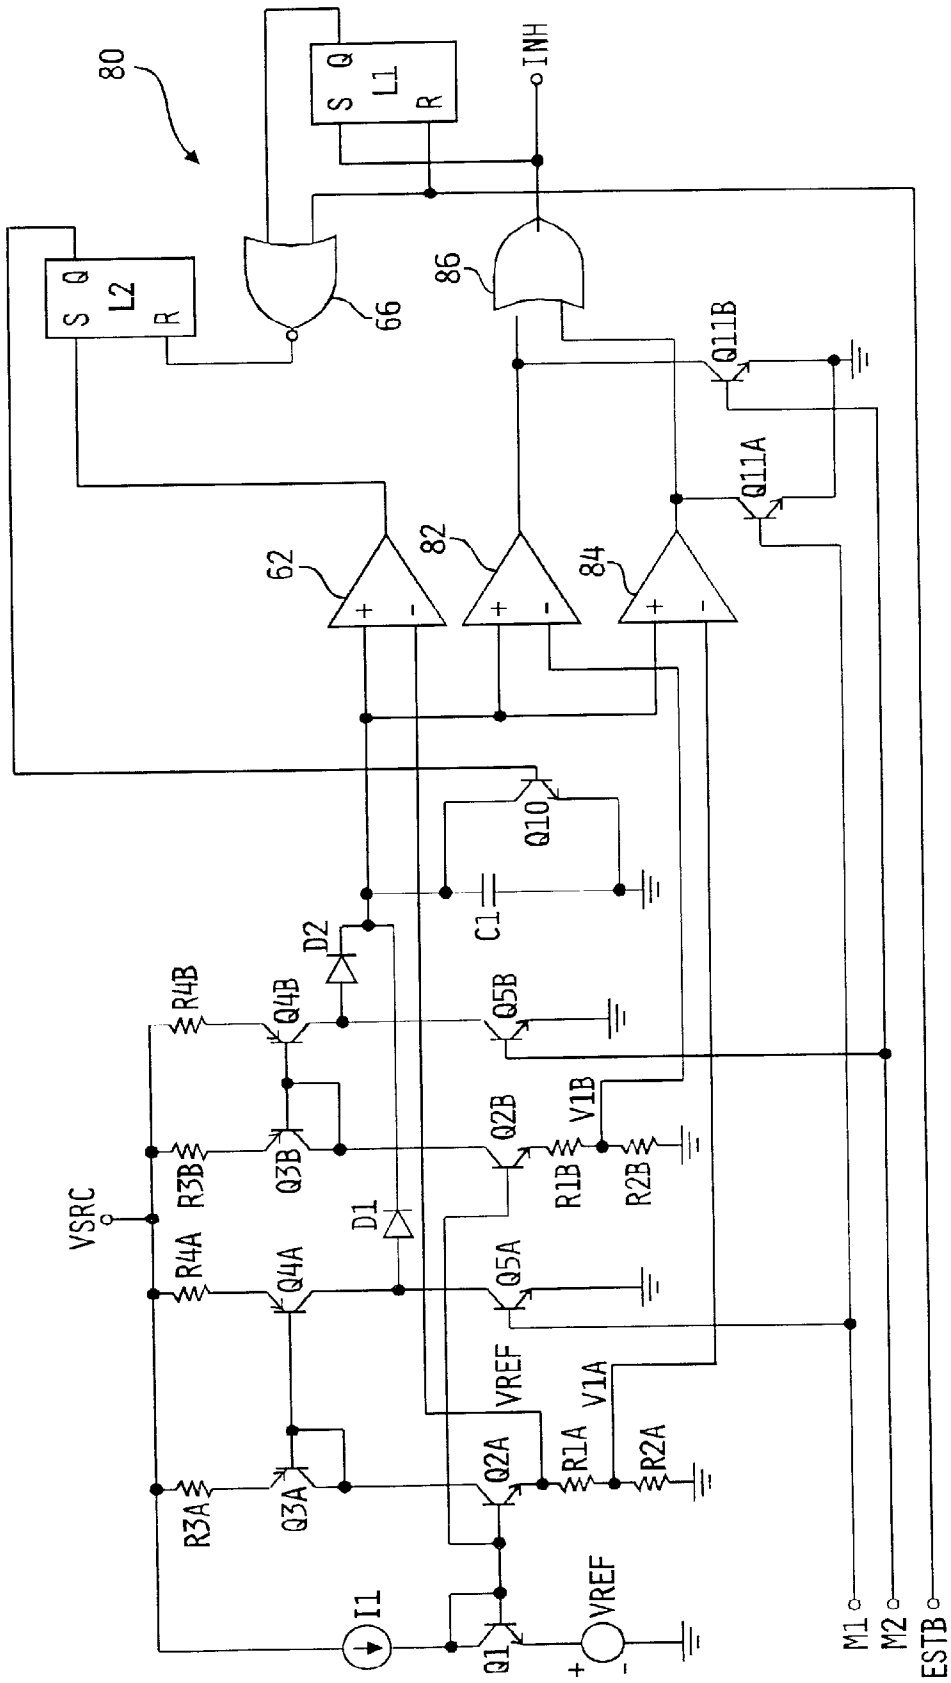 80
VSRC
R3A
R4A
R3B
R4B
I1
Q3A
Q4A
Q3B
Q4B
D1
D2
Q1
+
-
VREF
Q2A
VREF
R1A
V1A
R2A
Q5A
Q2B
R1B
V1B
R2B
Q5B
C1
Q10
62
+
-
82
+
-
84
+
-
Q11A
Q11B
86
66
L2
S
Q
R
L1
S
Q
R
INH
M1
M2
ESTB